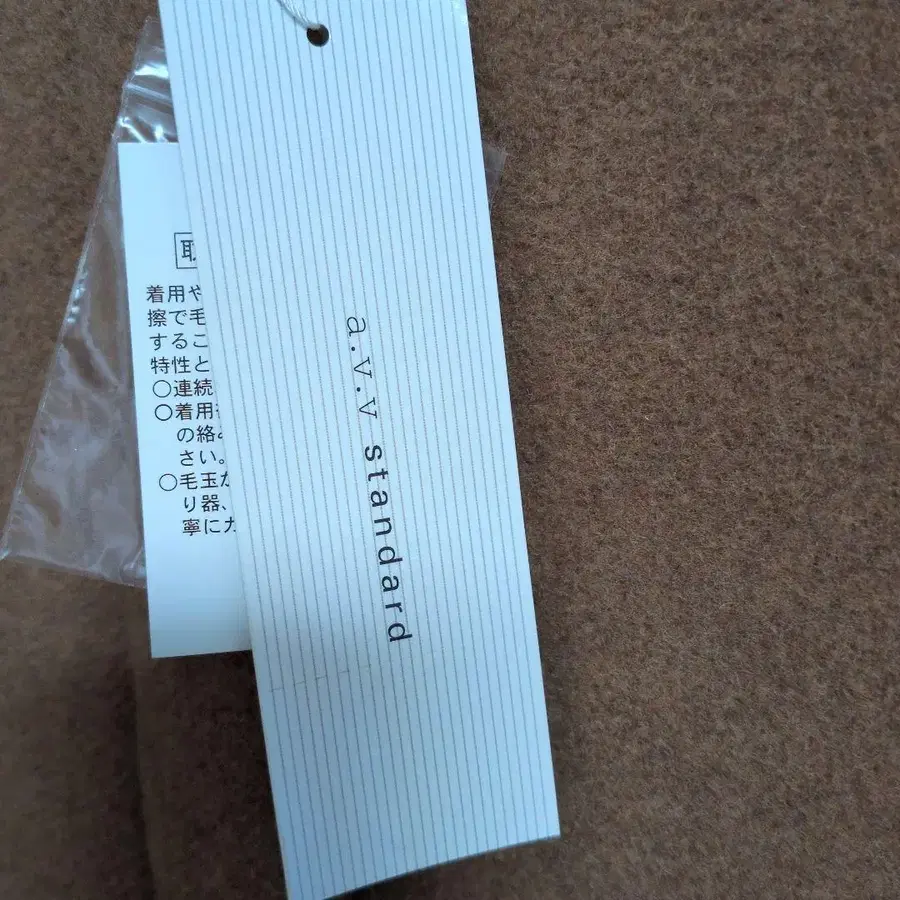 着用や
擦で毛
するこ
特性と
○連続
○着用
の絡
さい。
○毛玉
り器、
寧に
a.v.v standard